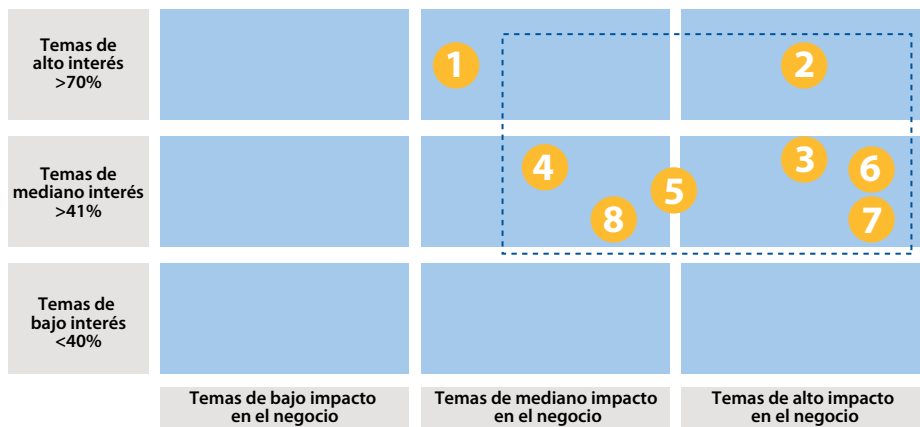 Temas de
alto interés
>70%
1
2
Temas de
mediano interés
>41%
3
4
6
5
8
7
Temas de
bajo interés
<40%
Temas de bajo impacto
en el negocio
Temas de mediano impacto
en el negocio
Temas de alto impacto
en el negocio